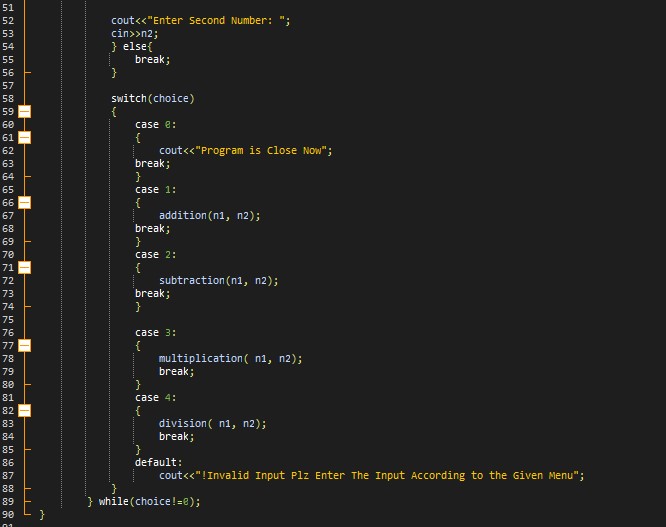 51
52 cout<<"Enter Second Number: ";
53 cin>>n2;
54 } else{
55 break;
56 }
57
58 switch(choice)
59 {
60 case 0:
61 {
62 cout<<"Program is Close Now";
63 break;
64 }
65 case 1:
66 {
67 addition(n1, n2);
68 break;
69 }
70 case 2:
71 {
72 subtraction(n1, n2);
73 break;
74 }
75
76 case 3:
77 {
78 multiplication( n1, n2);
79 break;
80 }
81 case 4:
82 {
83 division( n1, n2);
84 break;
85 }
86 default:
87 cout<<"!Invalid Input Plz Enter The Input According to the Given Menu";
88 }
89 } while(choice!=0);
90 }